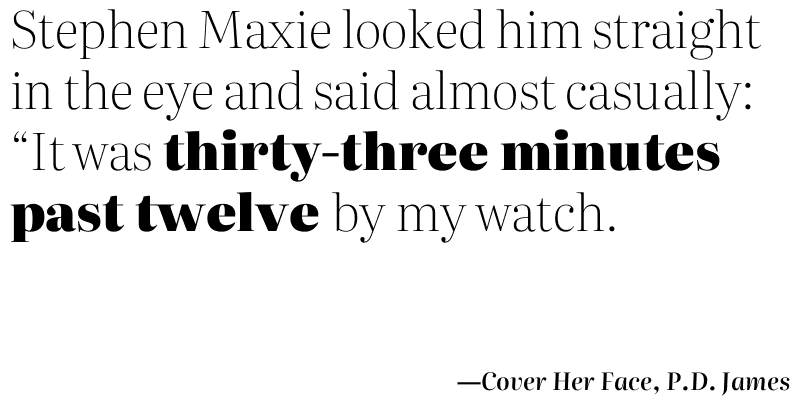 Stephen Maxie looked him straight
in the eye and said almost casually:
“It was thirty-three minutes
past twelve by my watch.
—Cover Her Face, P.D. James